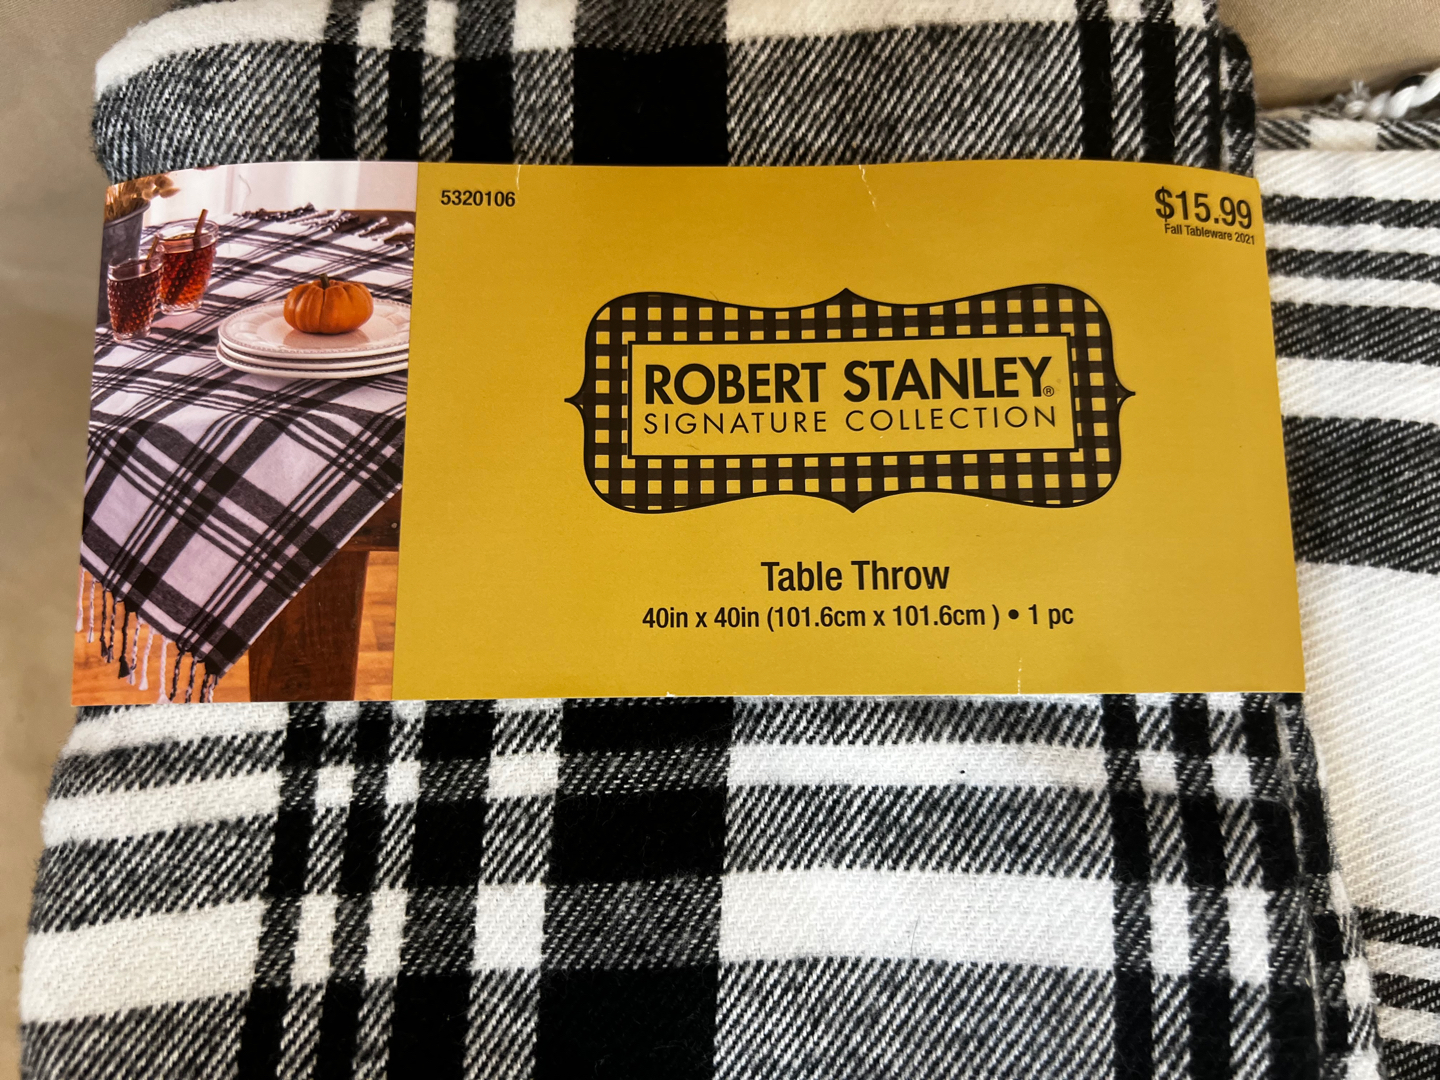 5320106
$15.99
Fall Tableware 2021
ROBERT STANLEY®
SIGNATURE COLLECTION
Table Throw
40in x 40in (101.6cm x 101.6cm ) • 1 pc